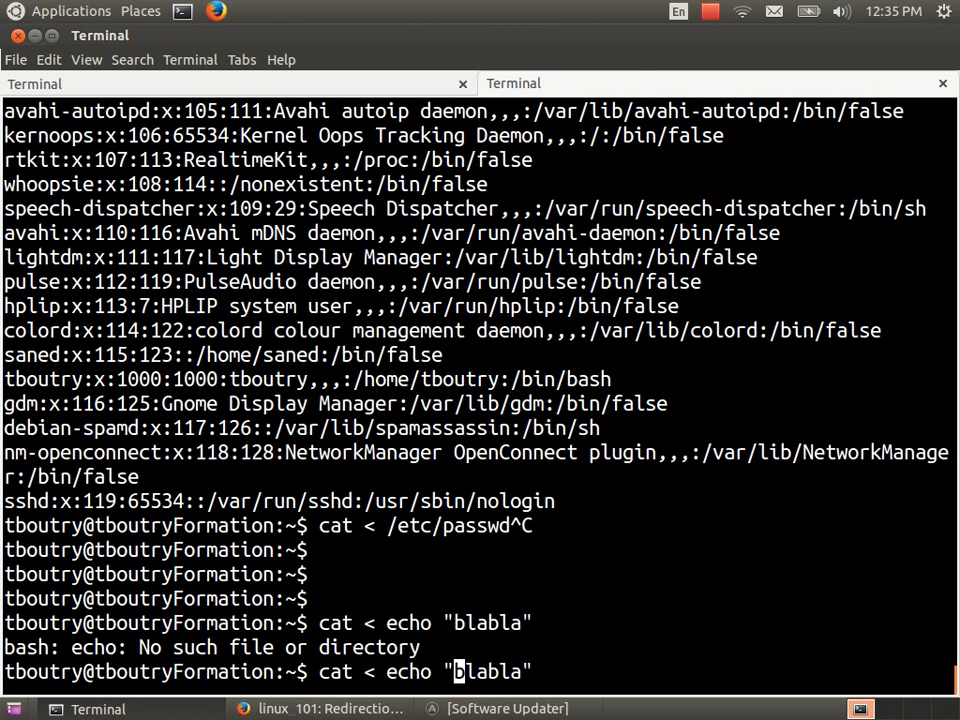 Applications Places En 12:35 PM
Terminal
File Edit View Search Terminal Tabs Help
Terminal Terminal
avahi-autoipd:x:105:111:Avahi autoip daemon,,,:/var/lib/avahi-autoipd:/bin/false
kernoops:x:106:65534:Kernel Oops Tracking Daemon,,,:/:/bin/false
rtkit:x:107:113:RealtimeKit,,,:/proc:/bin/false
whoopsie:x:108:114::/nonexistent:/bin/false
speech-dispatcher:x:109:29:Speech Dispatcher,,,:/var/run/speech-dispatcher:/bin/sh
avahi:x:110:116:Avahi mDNS daemon,,,:/var/run/avahi-daemon:/bin/false
lightdm:x:111:117:Light Display Manager:/var/lib/lightdm:/bin/false
pulse:x:112:119:PulseAudio daemon,,,:/var/run/pulse:/bin/false
hplip:x:113:7:HPLIP system user,,,:/var/run/hplip:/bin/false
colord:x:114:122:colord colour management daemon,,,:/var/lib/colord:/bin/false
saned:x:115:123::/home/saned:/bin/false
tboutry:x:1000:1000:tboutry,,,:/home/tboutry:/bin/bash
gdm:x:116:125:Gnome Display Manager:/var/lib/gdm:/bin/false
debian-spamd:x:117:126::/var/lib/spamassassin:/bin/sh
nm-openconnect:x:118:128:NetworkManager OpenConnect plugin,,,:/var/lib/NetworkManage
r:/bin/false
sshd:x:119:65534::/var/run/sshd:/usr/sbin/nologin
tboutry@tboutryFormation:~$ cat < /etc/passwd^C
tboutry@tboutryFormation:~$
tboutry@tboutryFormation:~$
tboutry@tboutryFormation:~$
tboutry@tboutryFormation:~$ cat < echo "blabla"
bash: echo: No such file or directory
tboutry@tboutryFormation:~$ cat < echo "blabla"
Terminal linux_101: Redirectio... [Software Updater]